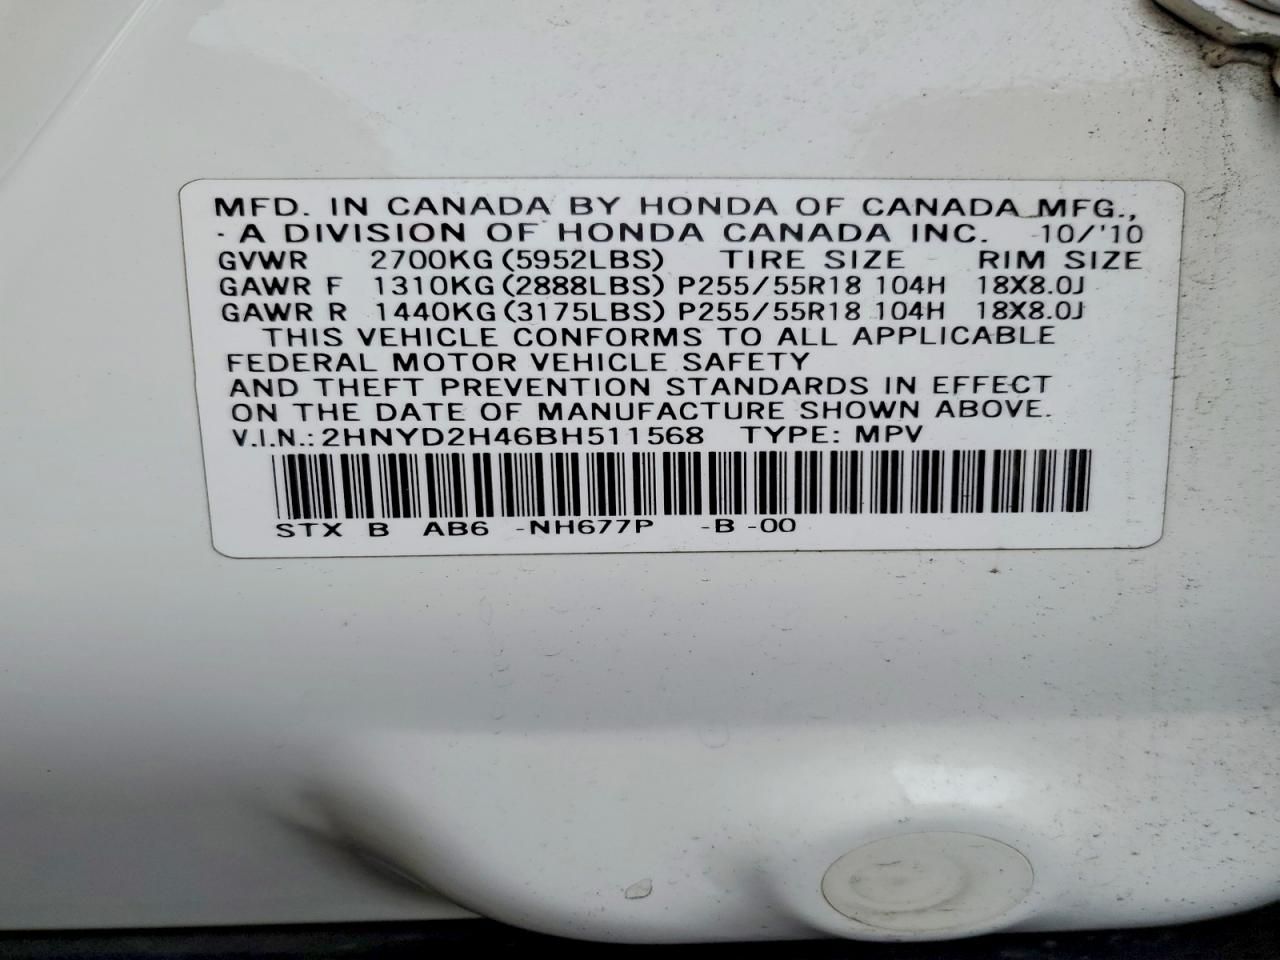 MFD. IN CANADA BY HONDA OF CANADA MFG.,
A DIVISION OF HONDA CANADA INC. 10/'10
GVWR 2700KG (5952LBS) TIRE SIZE RIM SIZE
GAWR F 1310KG (2888LBS) P255/55R18 104H 18X8.0J
GAWR R 1440KG (3175LBS) P255/55R18 104H 18X8.0J
THIS VEHICLE CONFORMS TO ALL APPLICABLE
FEDERAL MOTOR VEHICLE SAFETY
AND THEFT PREVENTION STANDARDS IN EFFECT
ON THE DATE OF MANUFACTURE SHOWN ABOVE.
V.I.N.: 2HNYD2H46BH511568 TYPE: MPV
STX B AB6 -NH677P -B -00